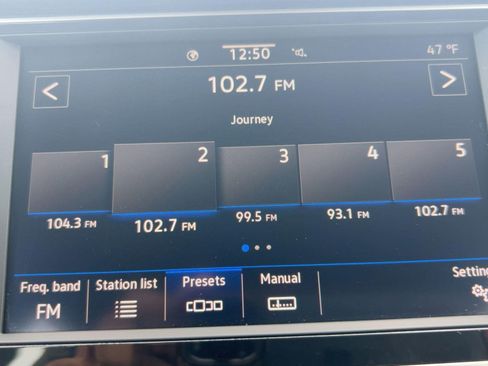 12:50
47 °F
102.7 FM
Journey
1 2 3 4 5
104.3 FM 102.7 FM 99.5 FM 93.1 FM 102.7 FM
Freq. band Station list Presets Manual Setting
FM